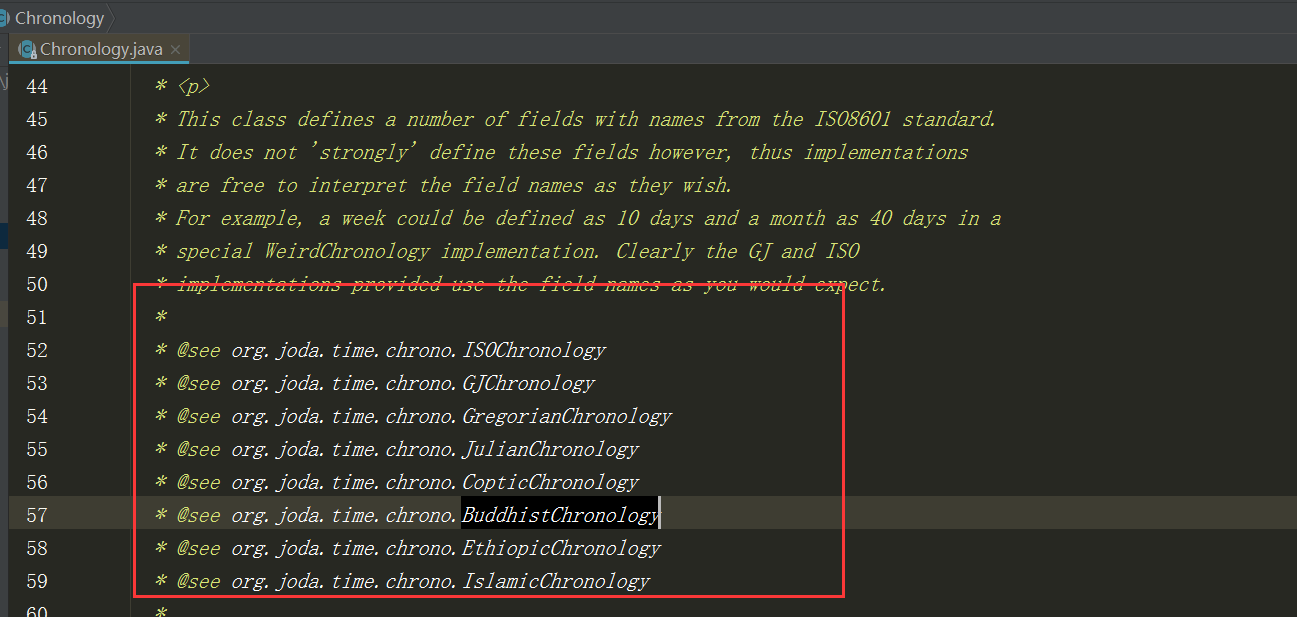 Chronology
Chronology.java
44 * <p>
45 * This class defines a number of fields with names from the ISO8601 standard.
46 * It does not 'strongly' define these fields however, thus implementations
47 * are free to interpret the field names as they wish.
48 * For example, a week could be defined as 10 days and a month as 40 days in a
49 * special WeirdChronology implementation. Clearly the GJ and ISO
50 * implementations provided use the field names as you would expect.
51 *
52 * @see org.joda.time.chrono.ISOChronology
53 * @see org.joda.time.chrono.GJChronology
54 * @see org.joda.time.chrono.GregorianChronology
55 * @see org.joda.time.chrono.JulianChronology
56 * @see org.joda.time.chrono.CopticChronology
57 * @see org.joda.time.chrono.BuddhistChronology
58 * @see org.joda.time.chrono.EthiopicChronology
59 * @see org.joda.time.chrono.IslamicChronology
60 *